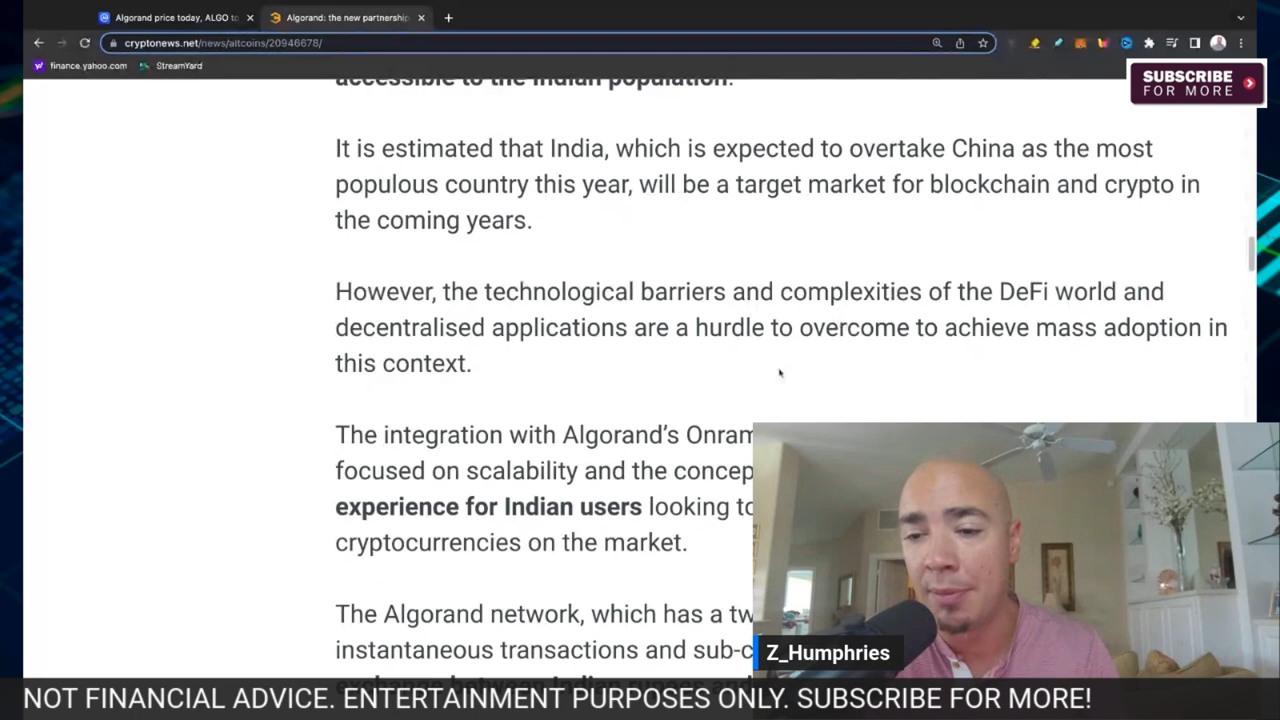 Algorand price today, ALGO to
Algorand: the new partnership
cryptonews.net/news/altcoins/20946678/
finance.yahoo.com
StreamYard
SUBSCRIBE
FOR MORE
accessible to the Indian population.
It is estimated that India, which is expected to overtake China as the most
populous country this year, will be a target market for blockchain and crypto in
the coming years.
However, the technological barriers and complexities of the DeFi world and
decentralised applications are a hurdle to overcome to achieve mass adoption in
this context.
The integration with Algorand’s Onram
focused on scalability and the concep
experience for Indian users looking to
cryptocurrencies on the market.
The Algorand network, which has a tw
instantaneous transactions and sub-c
exchange between Indian rupees and
Z_Humphries
NOT FINANCIAL ADVICE. ENTERTAINMENT PURPOSES ONLY. SUBSCRIBE FOR MORE!